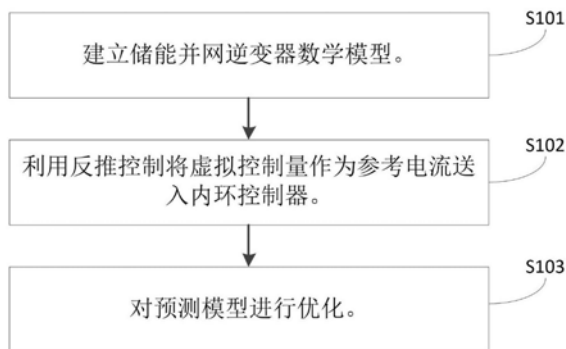 S101
建立储能并网逆变器数学模型。
S102
利用反推控制将虚拟控制量作为参考电流送
入内环控制器。
S103
对预测模型进行优化。